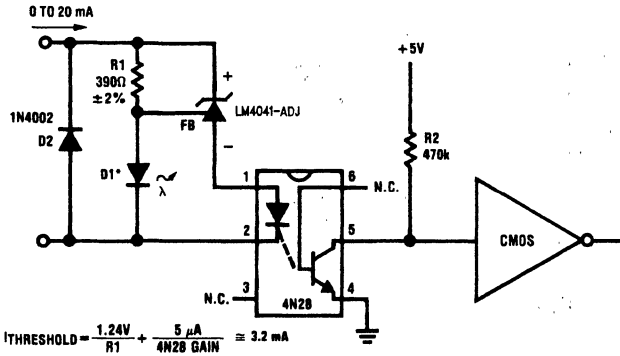 0 TO 20 mA
R1
390Ω
±2%
+
LM4041-ADJ
FB
−
1N4002
D2
D1*
λ
+5V
R2
470k
1
6
N.C.
2
5
CMOS
N.C.
3
4
4N28
ITHRESHOLD = 1.24V / R1 + 5 μA / 4N28 GAIN ≅ 3.2 mA